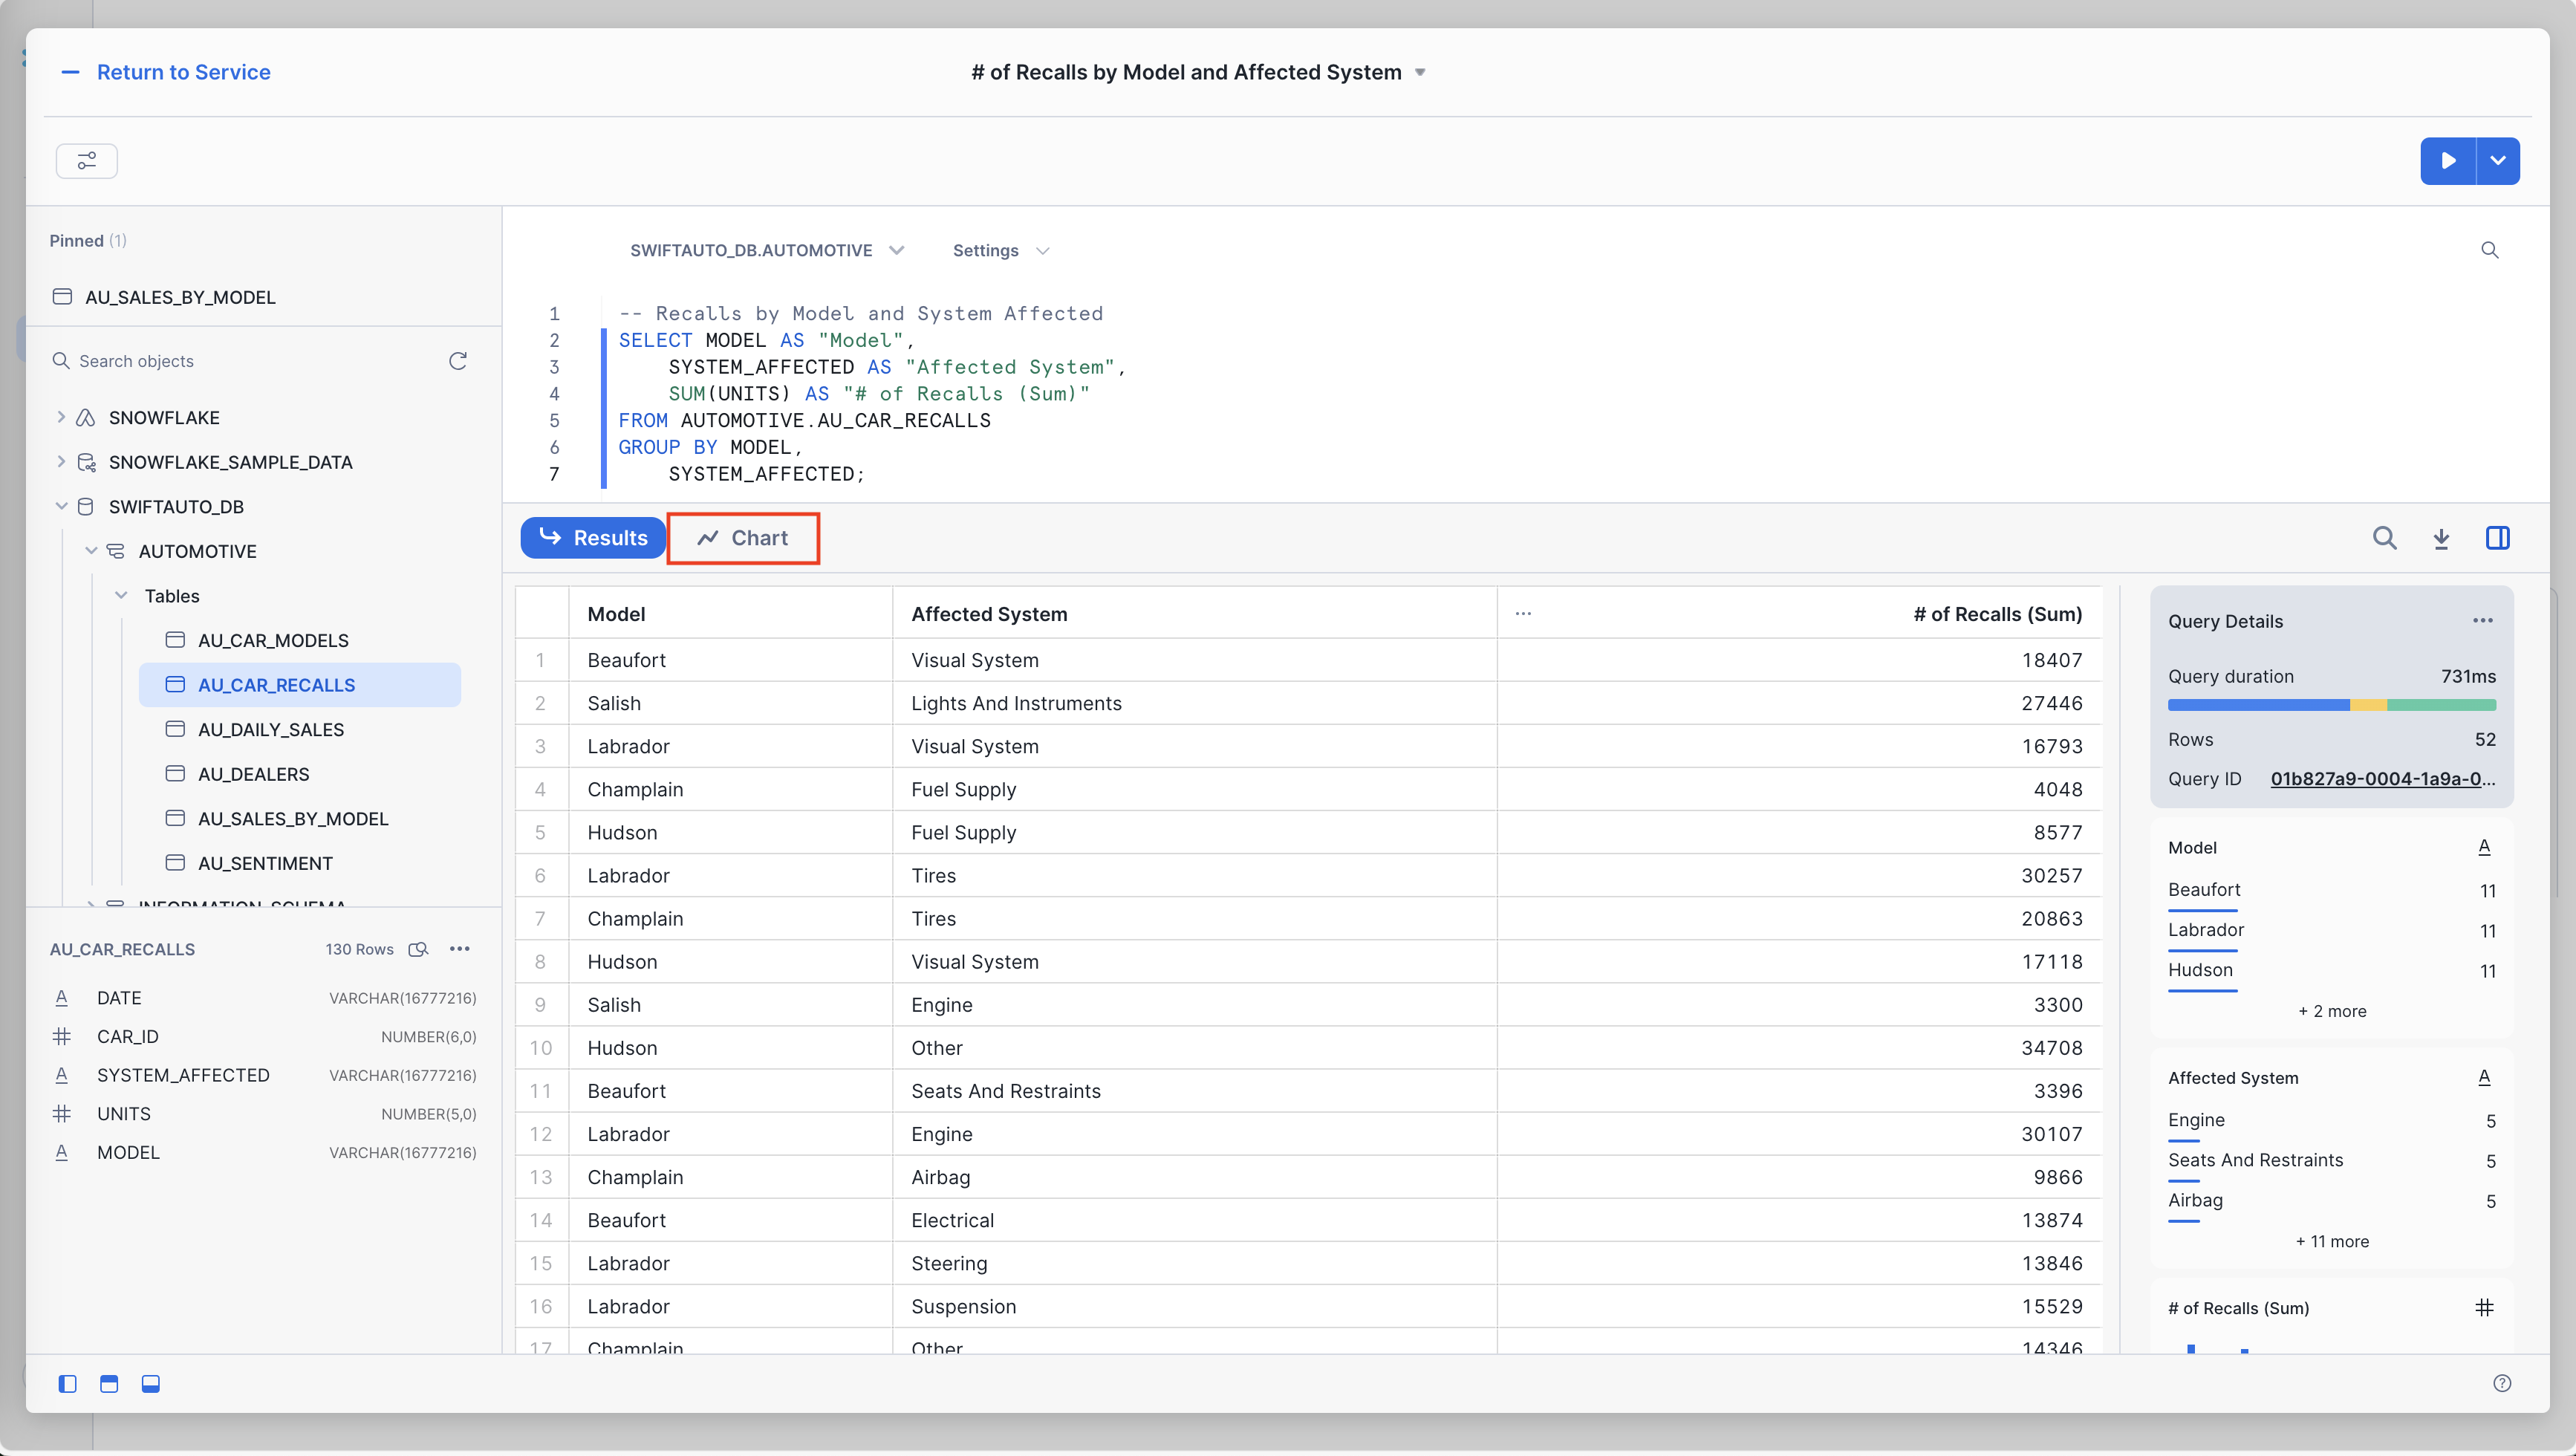 Return to Service
# of Recalls by Model and Affected System
Pinned (1)
AU_SALES_BY_MODEL
Search objects
SNOWFLAKE
SNOWFLAKE_SAMPLE_DATA
SWIFTAUTO_DB
AUTOMOTIVE
Tables
AU_CAR_MODELS
AU_CAR_RECALLS
AU_DAILY_SALES
AU_DEALERS
AU_SALES_BY_MODEL
AU_SENTIMENT
INFORMATION_SCHEMA
AU_CAR_RECALLS 130 Rows
DATE VARCHAR(16777216)
CAR_ID NUMBER(6,0)
SYSTEM_AFFECTED VARCHAR(16777216)
UNITS NUMBER(5,0)
MODEL VARCHAR(16777216)
SWIFTAUTO_DB.AUTOMOTIVE Settings
1 -- Recalls by Model and System Affected
2 SELECT MODEL AS "Model",
3 SYSTEM_AFFECTED AS "Affected System",
4 SUM(UNITS) AS "# of Recalls (Sum)"
5 FROM AUTOMOTIVE.AU_CAR_RECALLS
6 GROUP BY MODEL,
7 SYSTEM_AFFECTED;
Results Chart
Model Affected System ... # of Recalls (Sum)
1 Beaufort Visual System 18407
2 Salish Lights And Instruments 27446
3 Labrador Visual System 16793
4 Champlain Fuel Supply 4048
5 Hudson Fuel Supply 8577
6 Labrador Tires 30257
7 Champlain Tires 20863
8 Hudson Visual System 17118
9 Salish Engine 3300
10 Hudson Other 34708
11 Beaufort Seats And Restraints 3396
12 Labrador Engine 30107
13 Champlain Airbag 9866
14 Beaufort Electrical 13874
15 Labrador Steering 13846
16 Labrador Suspension 15529
17 Champlain Other 14346
Query Details
Query duration 731ms
Rows 52
Query ID 01b827a9-0004-1a9a-0...
Model A
Beaufort 11
Labrador 11
Hudson 11
+ 2 more
Affected System A
Engine 5
Seats And Restraints 5
Airbag 5
+ 11 more
# of Recalls (Sum) #